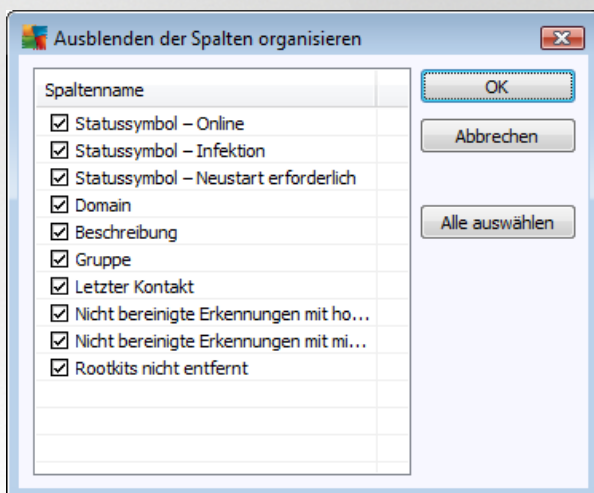 Ausblenden der Spalten organisieren
Spaltenname
Statussymbol – Online
Statussymbol – Infektion
Statussymbol – Neustart erforderlich
Domain
Beschreibung
Gruppe
Letzter Kontakt
Nicht bereinigte Erkennungen mit ho...
Nicht bereinigte Erkennungen mit mi...
Rootkits nicht entfernt
OK
Abbrechen
Alle auswählen